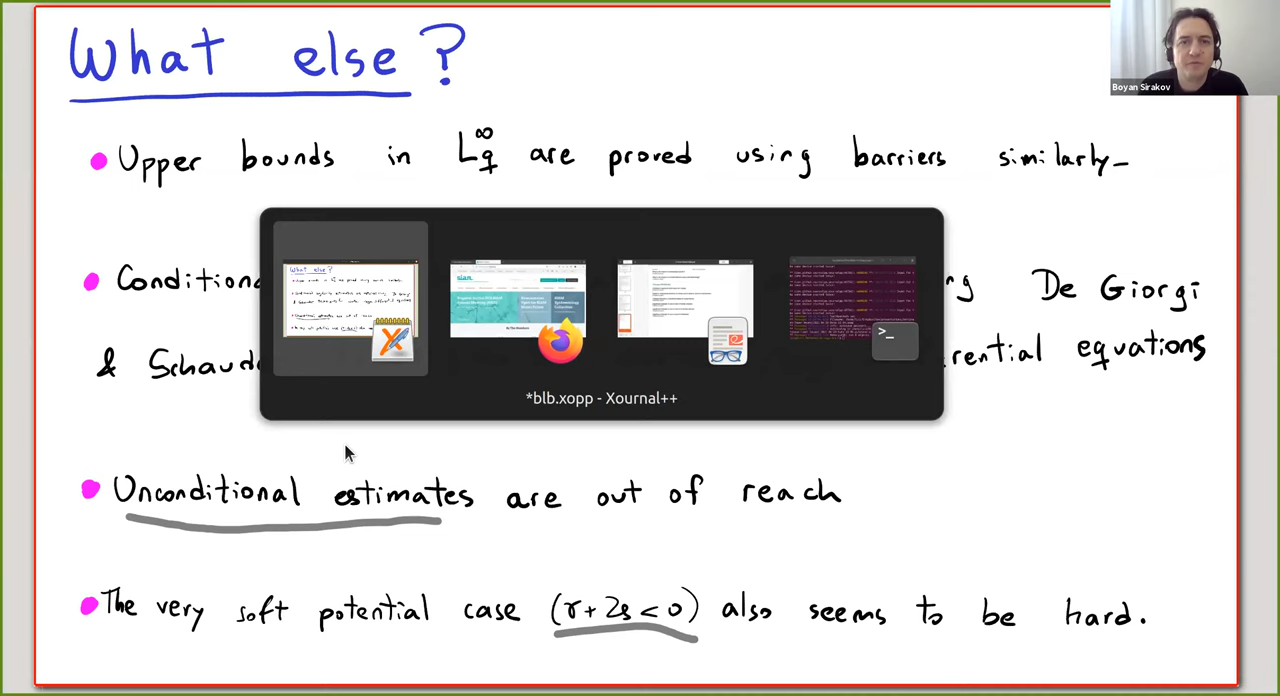 What else?
Boyan Sirakov
Upper bounds in L∞q are proved using barriers similarly
Condition
De Giorgi
& Schaud
rential equations
*blb.xopp - Xournal++
Unconditional estimates are out of reach
The very soft potential case (γ+2s<0) also seems to be hard.